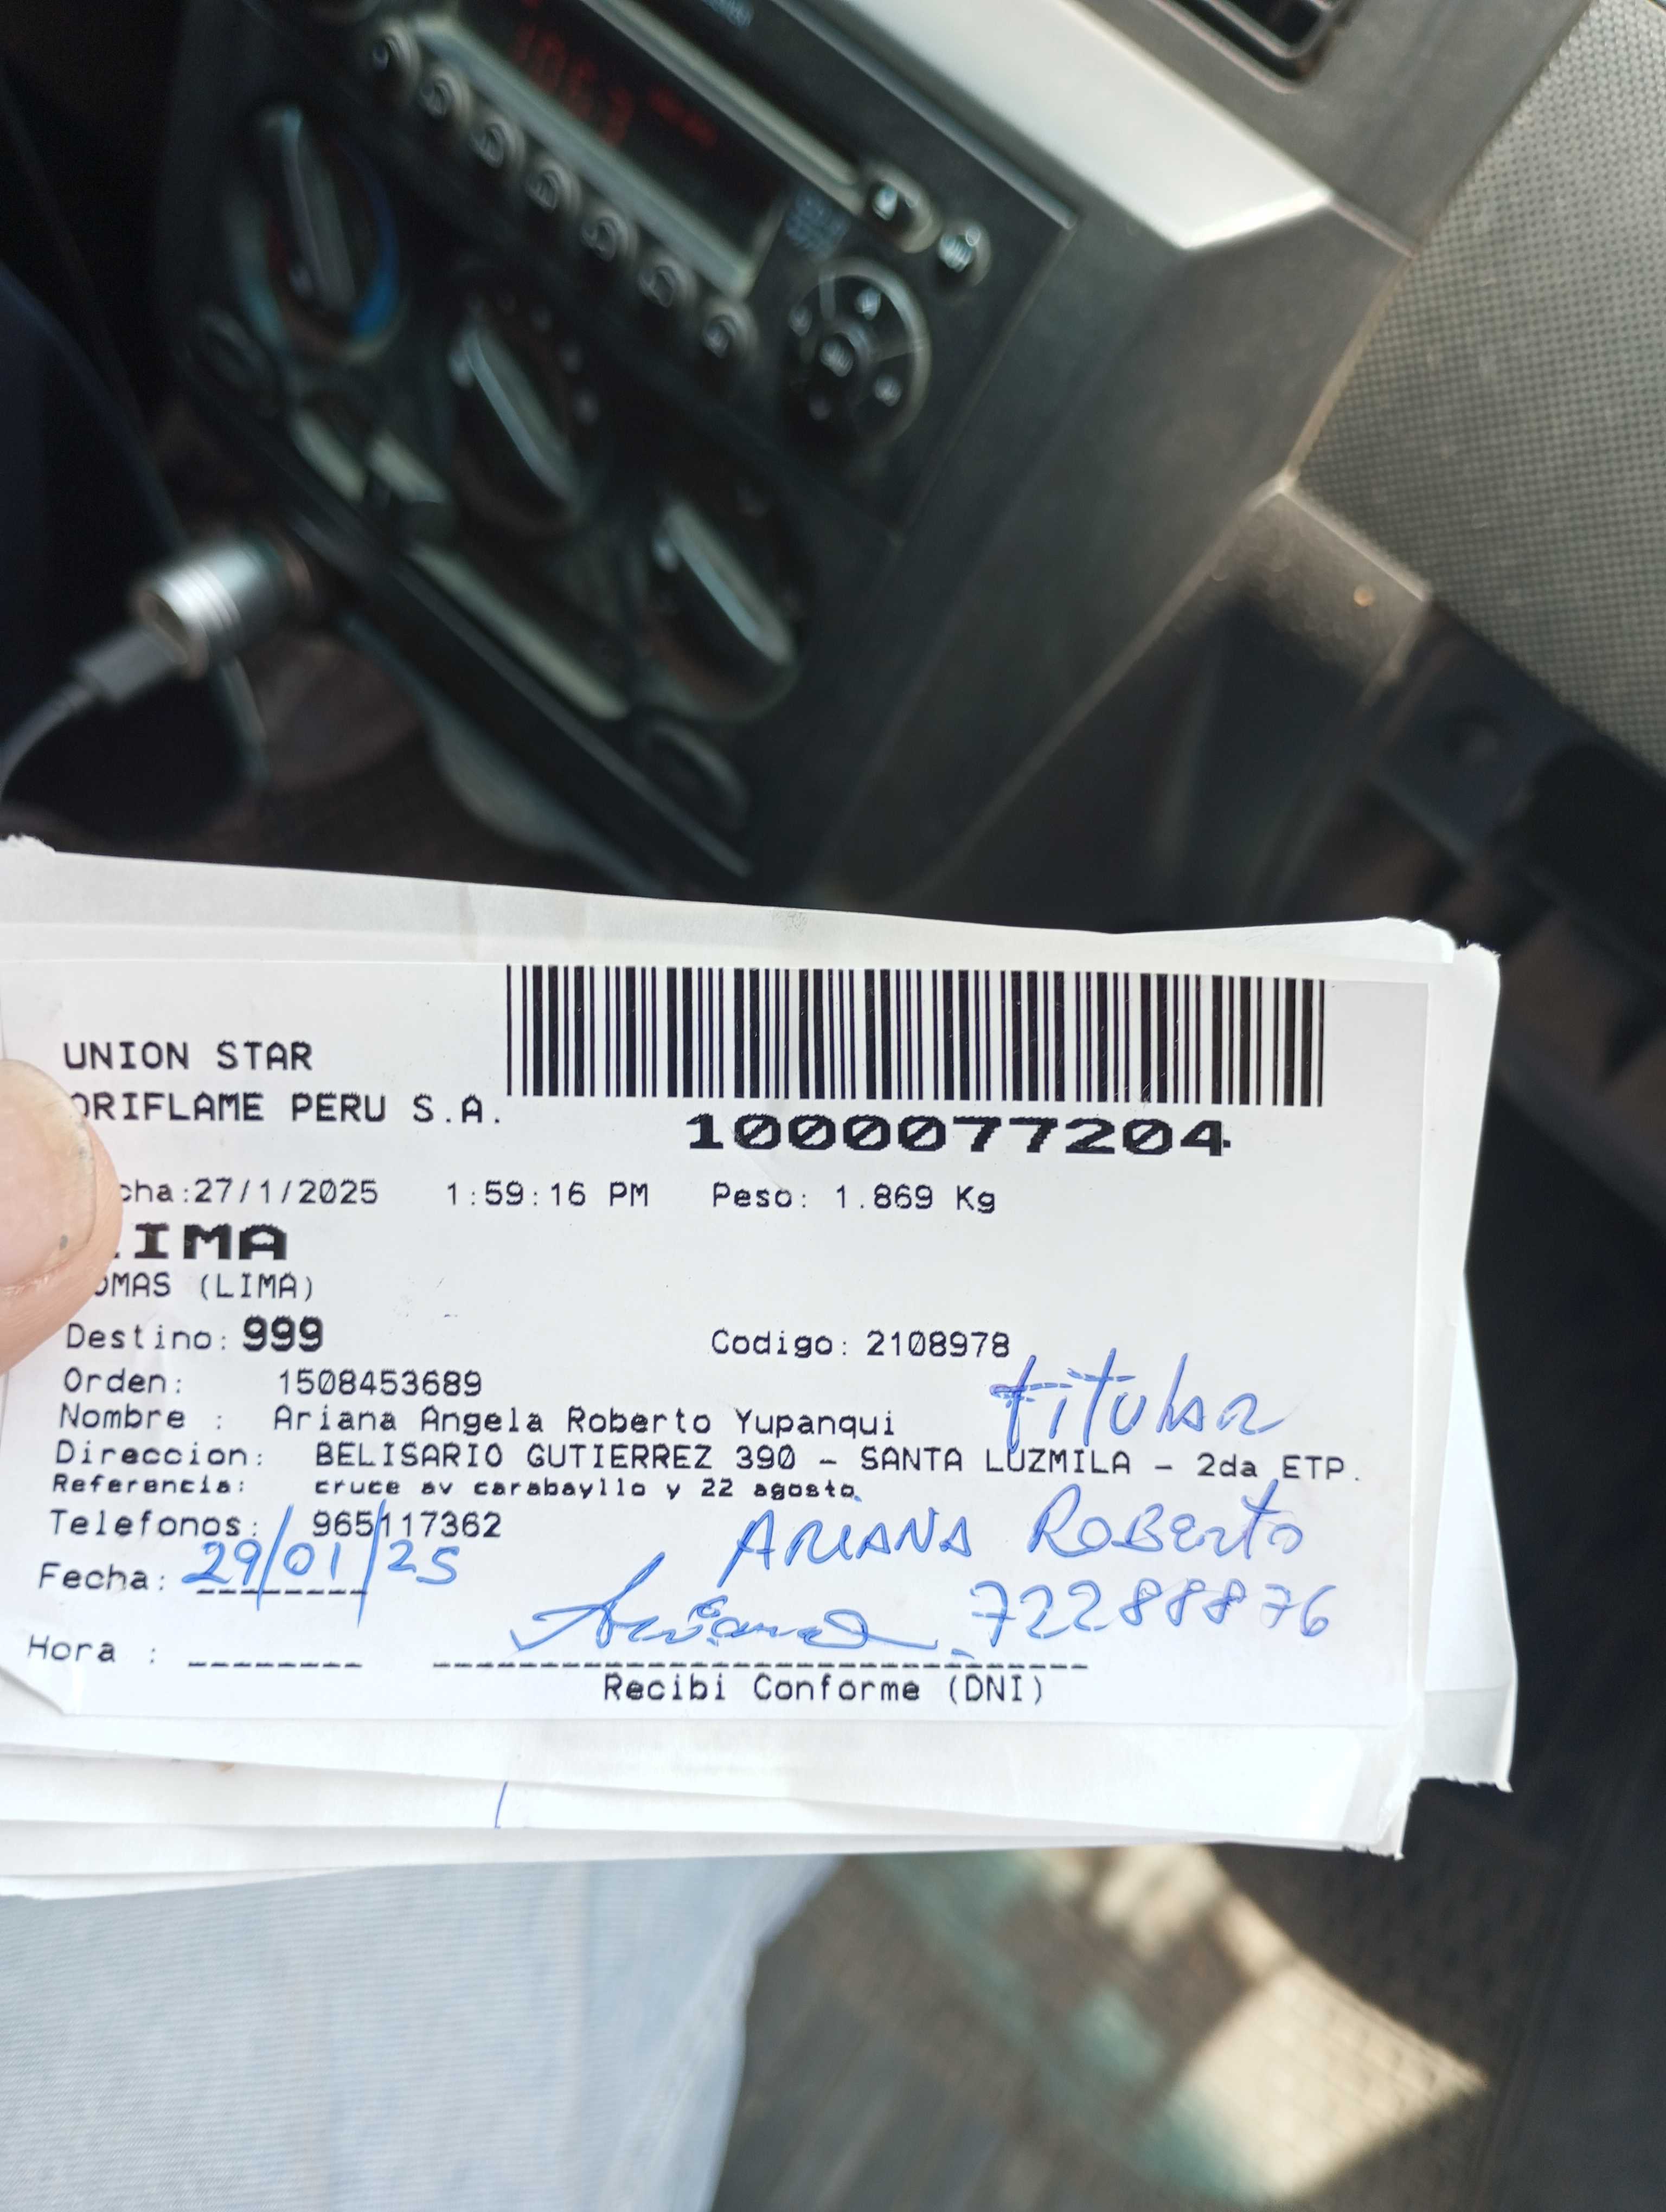 UNION STAR
ORIFLAME PERU S.A.
1000077204
cha:27/1/2025 1:59:16 PM Peso: 1.869 Kg
LIMA
OMAS (LIMA)
Destino: 999 Codigo: 2108978
Orden: 1508453689
titular
Nombre : Ariana Angela Roberto Yupanqui
Direccion: BELISARIO GUTIERREZ 390 - SANTA LUZMILA - 2da ETP.
Referencia: cruce av carabayllo y 22 agosto.
Telefonos: 965117362
ARIANA Roberto
Fecha: 29/01/25
Ariana 72288876
Hora :
Recibi Conforme (DNI)